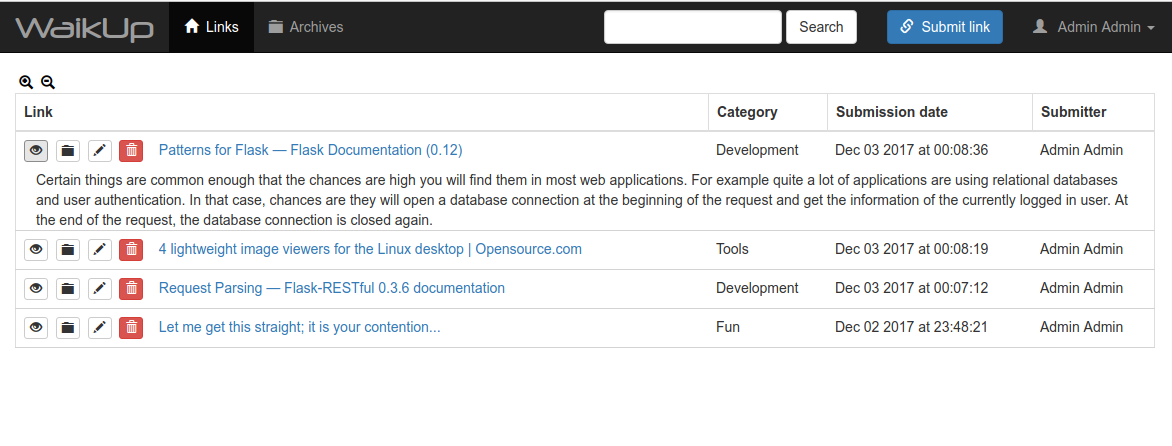 WaikUp Links Archives Search Submit link Admin Admin
Link Category Submission date Submitter
Patterns for Flask — Flask Documentation (0.12) Development Dec 03 2017 at 00:08:36 Admin Admin
Certain things are common enough that the chances are high you will find them in most web applications. For example quite a lot of applications are using relational databases
and user authentication. In that case, chances are they will open a database connection at the beginning of the request and get the information of the currently logged in user. At
the end of the request, the database connection is closed again.
4 lightweight image viewers for the Linux desktop | Opensource.com Tools Dec 03 2017 at 00:08:19 Admin Admin
Request Parsing — Flask-RESTful 0.3.6 documentation Development Dec 03 2017 at 00:07:12 Admin Admin
Let me get this straight; it is your contention... Fun Dec 02 2017 at 23:48:21 Admin Admin